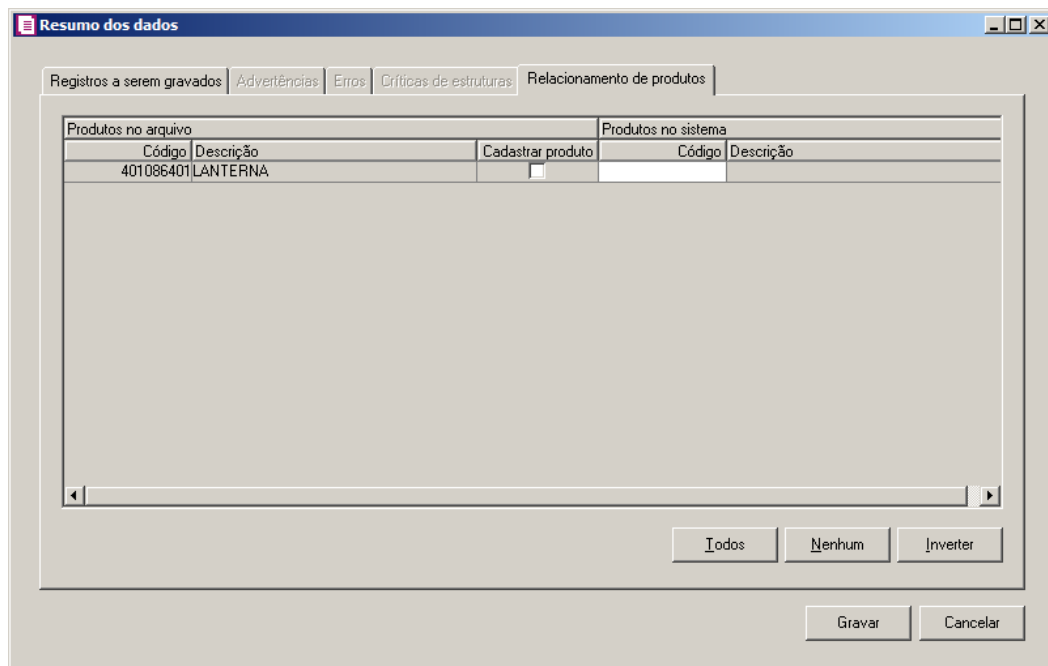 Resumo dos dados
Registros a serem gravados Advertências Erros Críticas de estruturas Relacionamento de produtos
Produtos no arquivo Produtos no sistema
Código Descrição Cadastrar produto Código Descrição
401086401 LANTERNA
Todos Nenhum Inverter
Gravar Cancelar